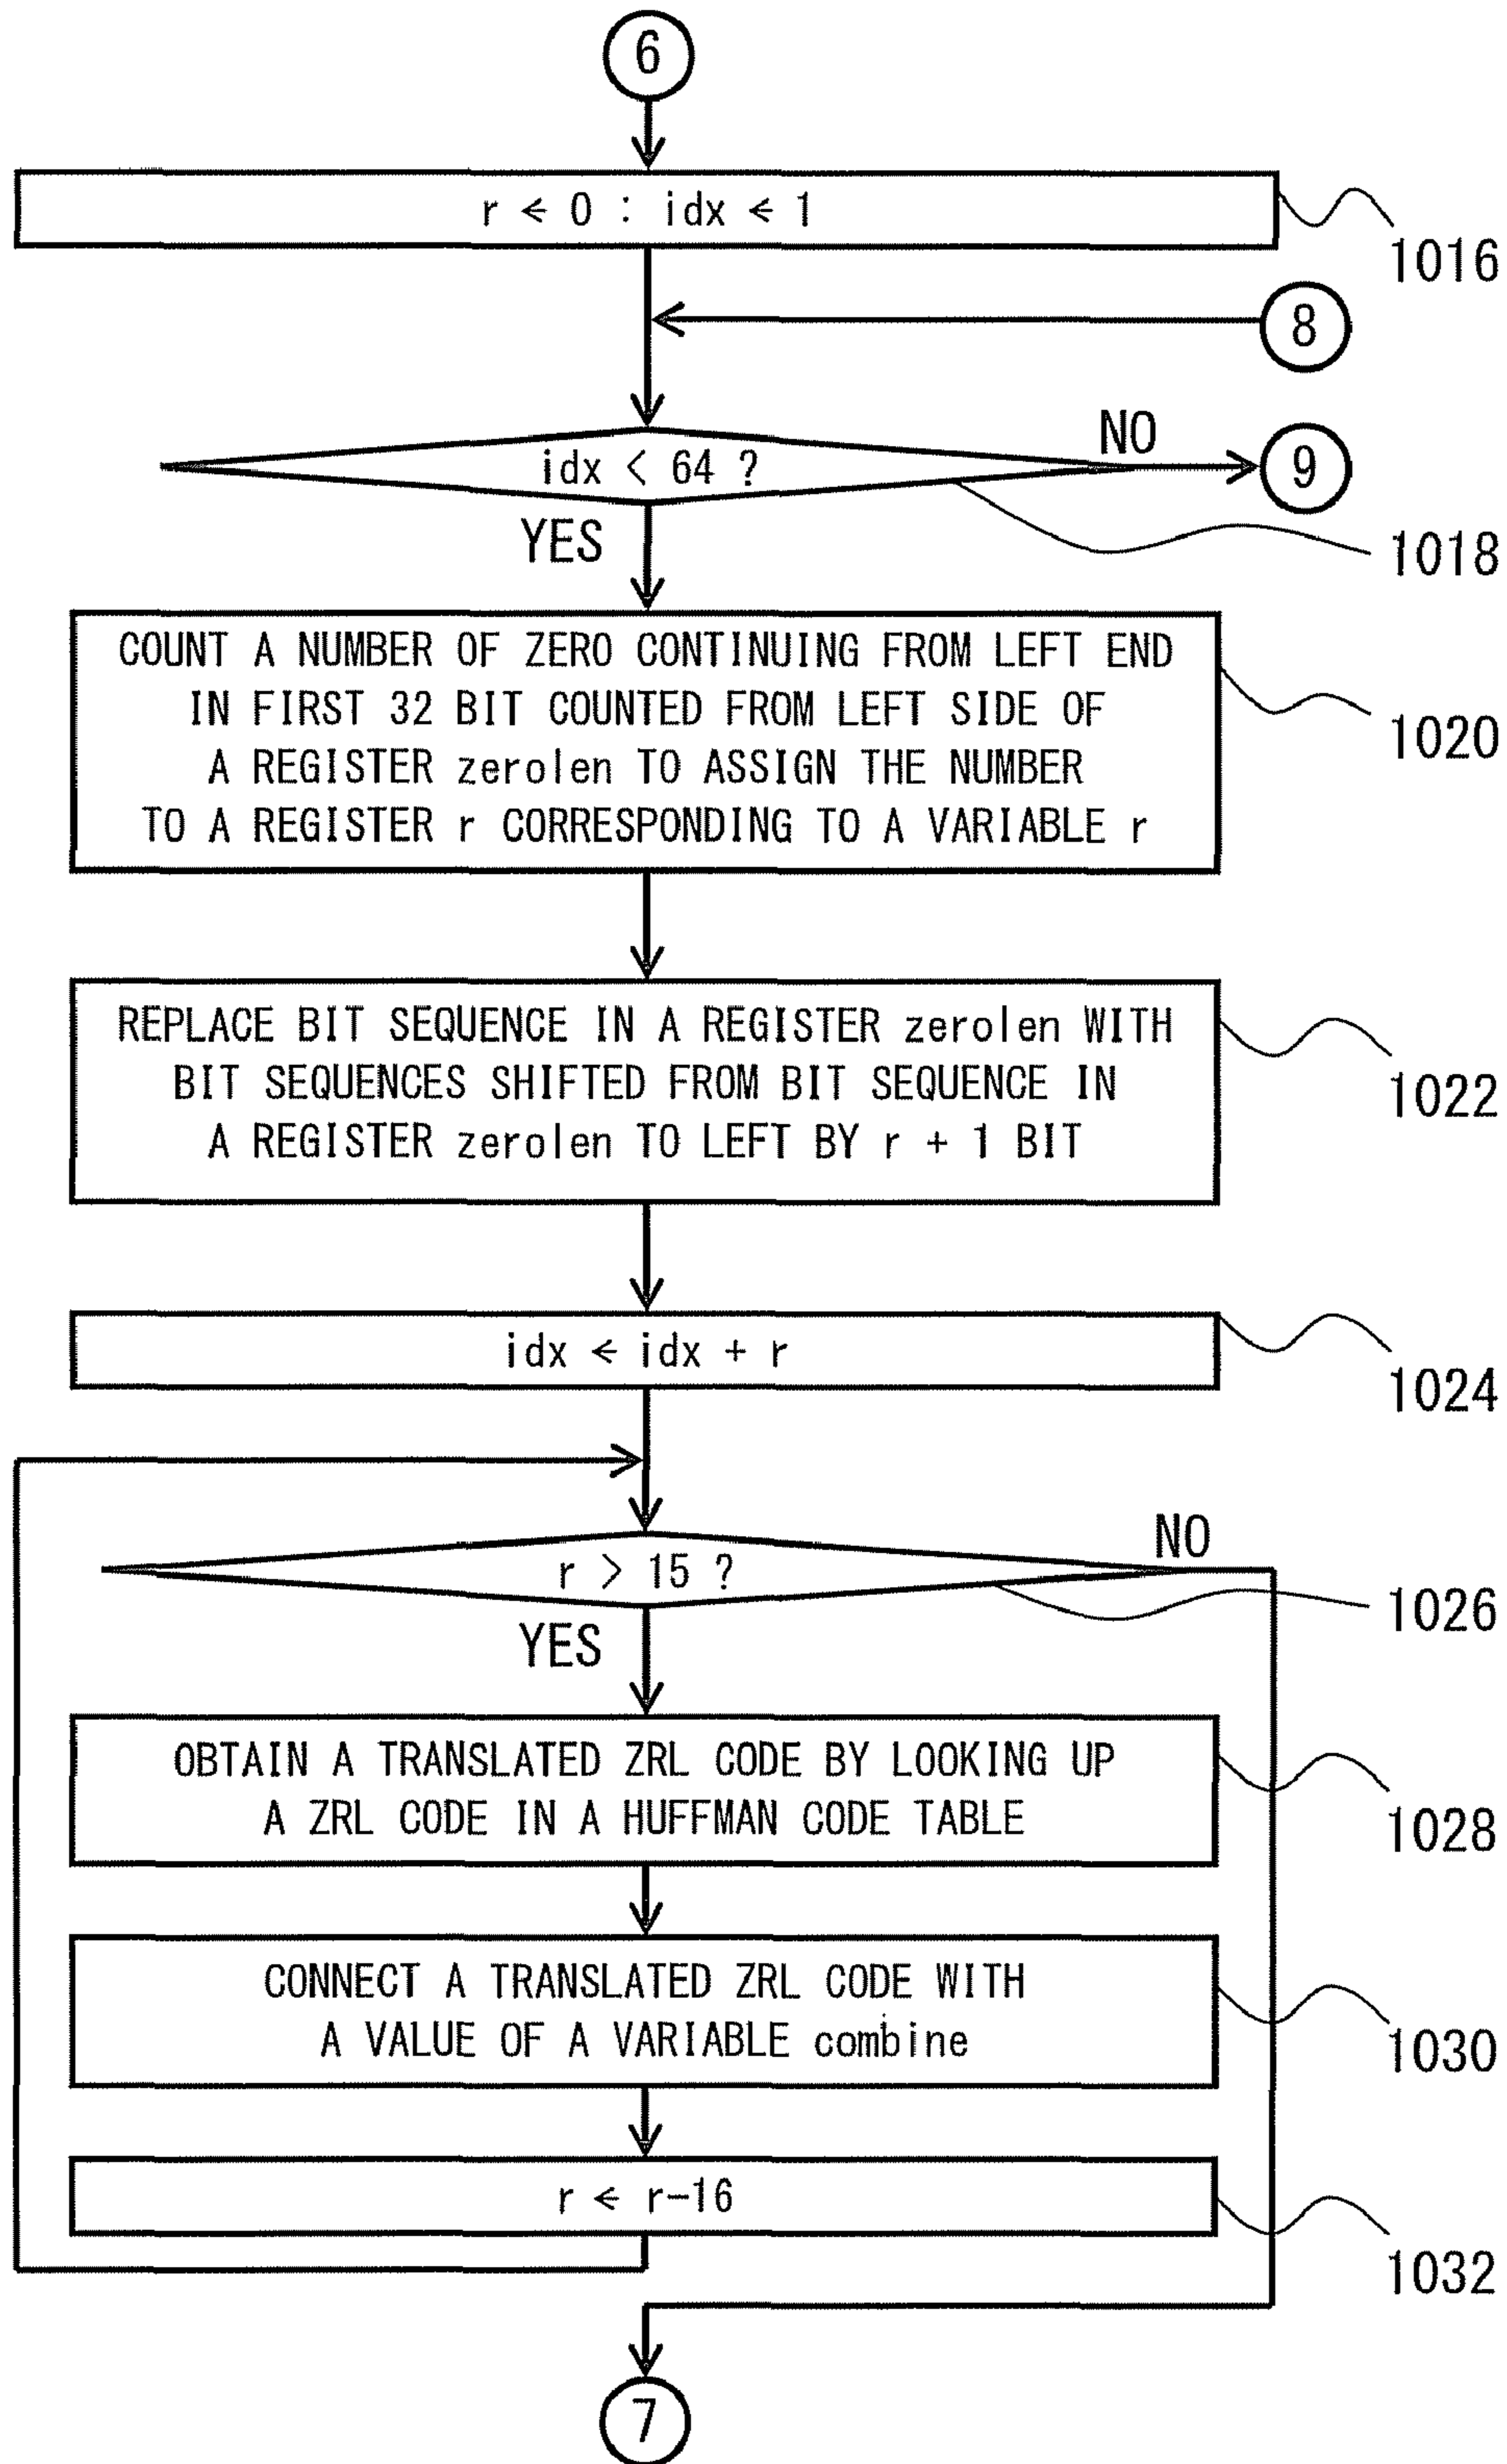 6
r ← 0 : idx ← 1
1016
8
idx < 64 ?
NO
9
YES
1018
COUNT A NUMBER OF ZERO CONTINUING FROM LEFT END
IN FIRST 32 BIT COUNTED FROM LEFT SIDE OF
A REGISTER zerolen TO ASSIGN THE NUMBER
TO A REGISTER r CORRESPONDING TO A VARIABLE r
1020
REPLACE BIT SEQUENCE IN A REGISTER zerolen WITH
BIT SEQUENCES SHIFTED FROM BIT SEQUENCE IN
A REGISTER zerolen TO LEFT BY r + 1 BIT
1022
idx ← idx + r
1024
r > 15 ?
NO
1026
YES
OBTAIN A TRANSLATED ZRL CODE BY LOOKING UP
A ZRL CODE IN A HUFFMAN CODE TABLE
1028
CONNECT A TRANSLATED ZRL CODE WITH
A VALUE OF A VARIABLE combine
1030
r ← r-16
1032
7